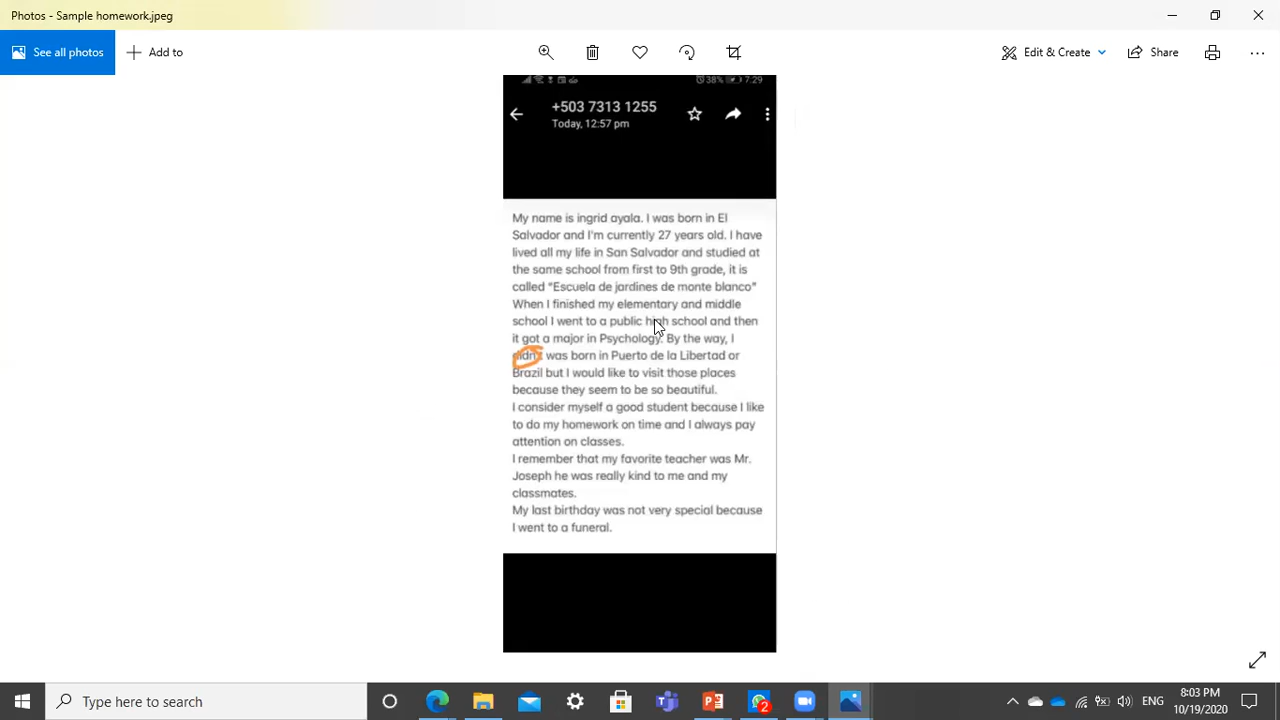 Photos - Sample homework.jpeg
See all photos
Add to
Edit & Create
Share
38% 7:29
+503 7313 1255
Today, 12:57 pm
My name is ingrid ayala. I was born in El
Salvador and I'm currently 27 years old. I have
lived all my life in San Salvador and studied at
the same school from first to 9th grade, it is
called "Escuela de jardines de monte blanco"
When I finished my elementary and middle
school I went to a public high school and then
it got a major in Psychology. By the way, I
didn't was born in Puerto de la Libertad or
Brazil but I would like to visit those places
because they seem to be so beautiful.
I consider myself a good student because I like
to do my homework on time and I always pay
attention on classes.
I remember that my favorite teacher was Mr.
Joseph he was really kind to me and my
classmates.
My last birthday was not very special because
I went to a funeral.
Type here to search
2
ENG
8:03 PM
10/19/2020